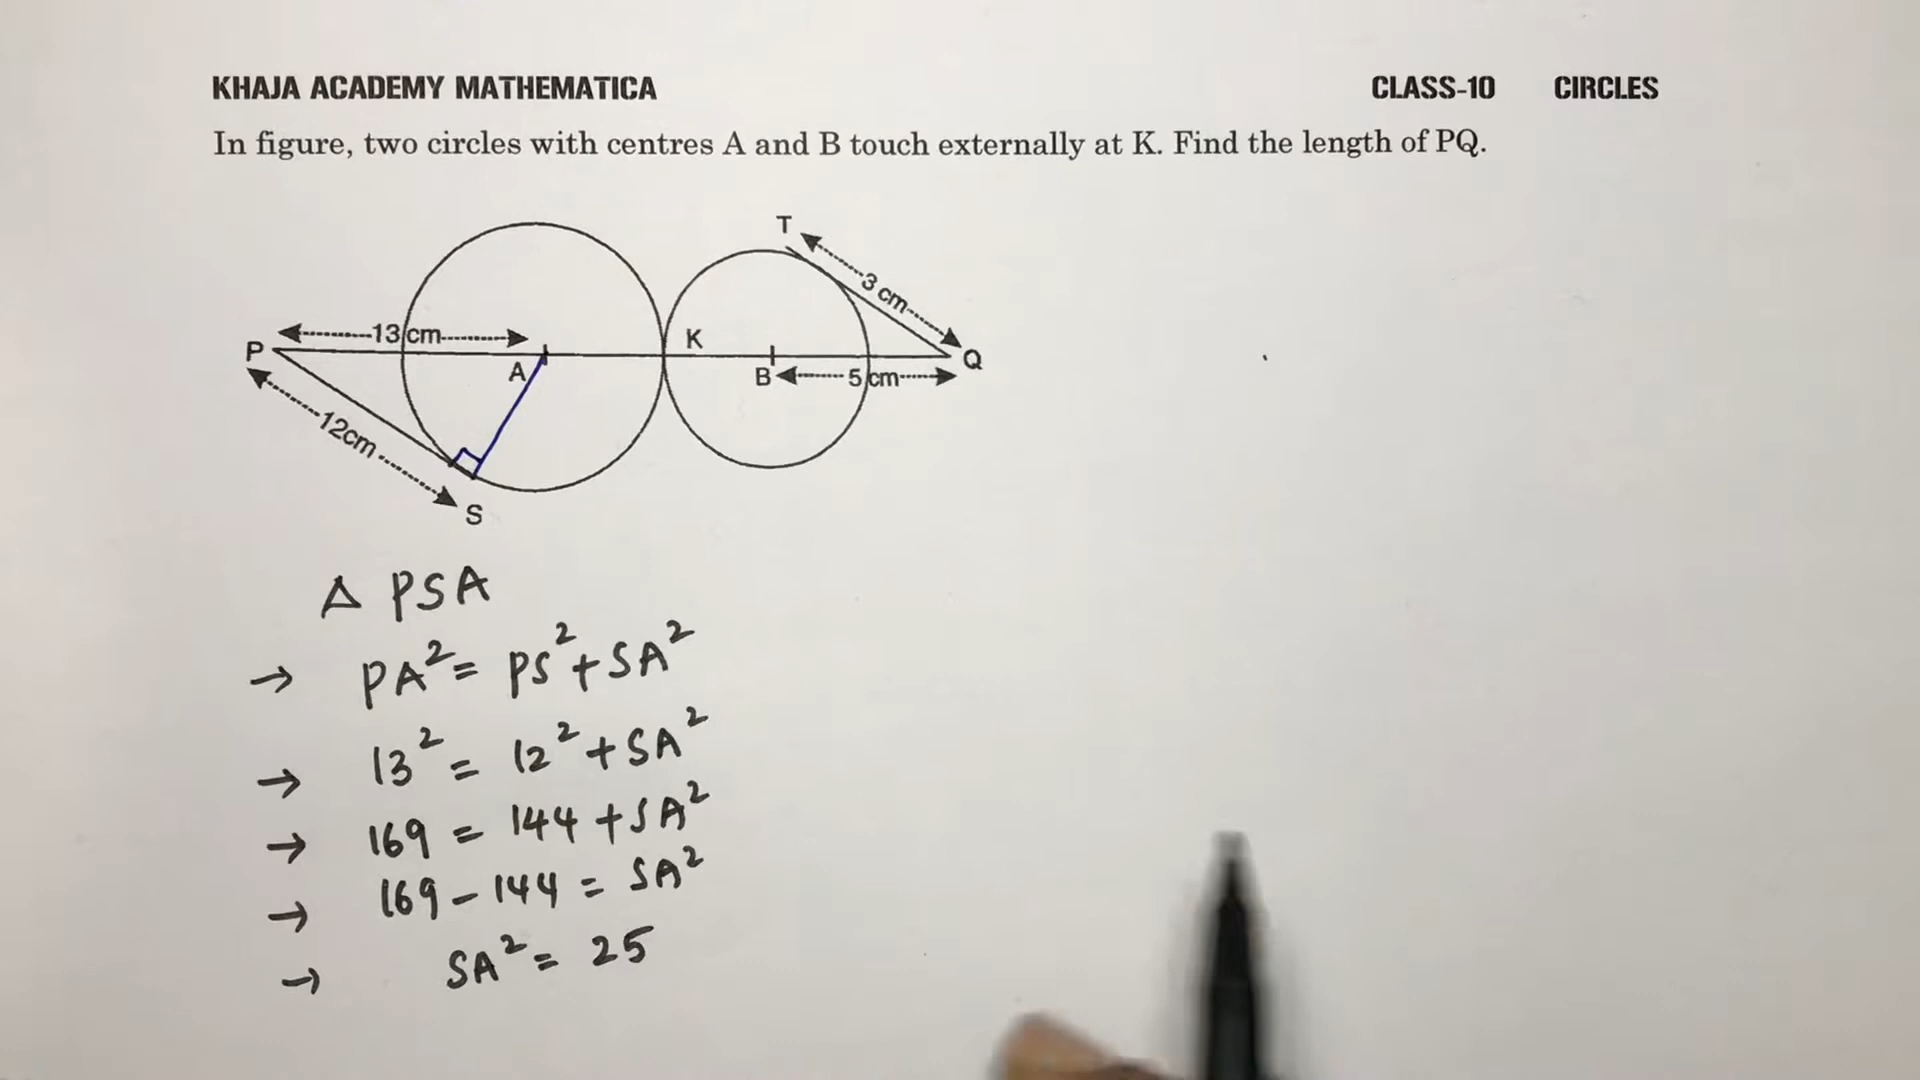 KHAJA ACADEMY MATHEMATICA CLASS-10 CIRCLES
In figure, two circles with centres A and B touch externally at K. Find the length of PQ.
T
3 cm
13 cm
K
P
A
B
5 cm
Q
12cm
S
Δ PSA
→ PA² = PS² + SA²
→ 13² = 12² + SA²
→ 169 = 144 + SA²
→ 169 - 144 = SA²
→ SA² = 25